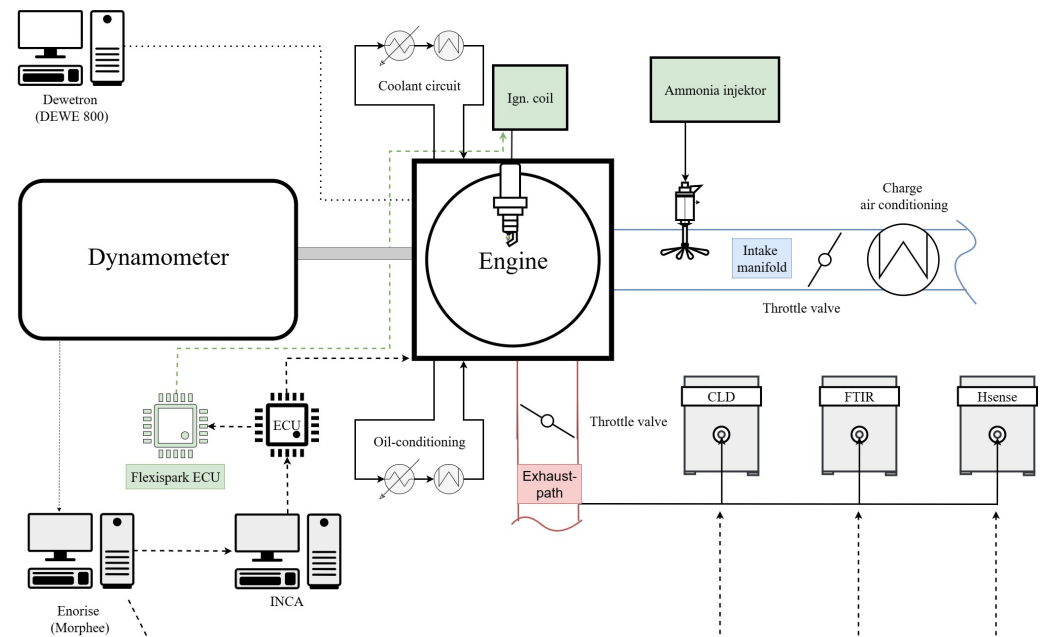 Dewetron
(DEWE 800)
Coolant circuit
Ign. coil
Ammonia injektor
Charge
air conditioning
Dynamometer
Engine
Intake
manifold
Throttle valve
ECU
Flexispark ECU
Oil-conditioning
Throttle valve
Exhaust-
path
CLD
FTIR
Hsense
Enorise
(Morphee)
INCA